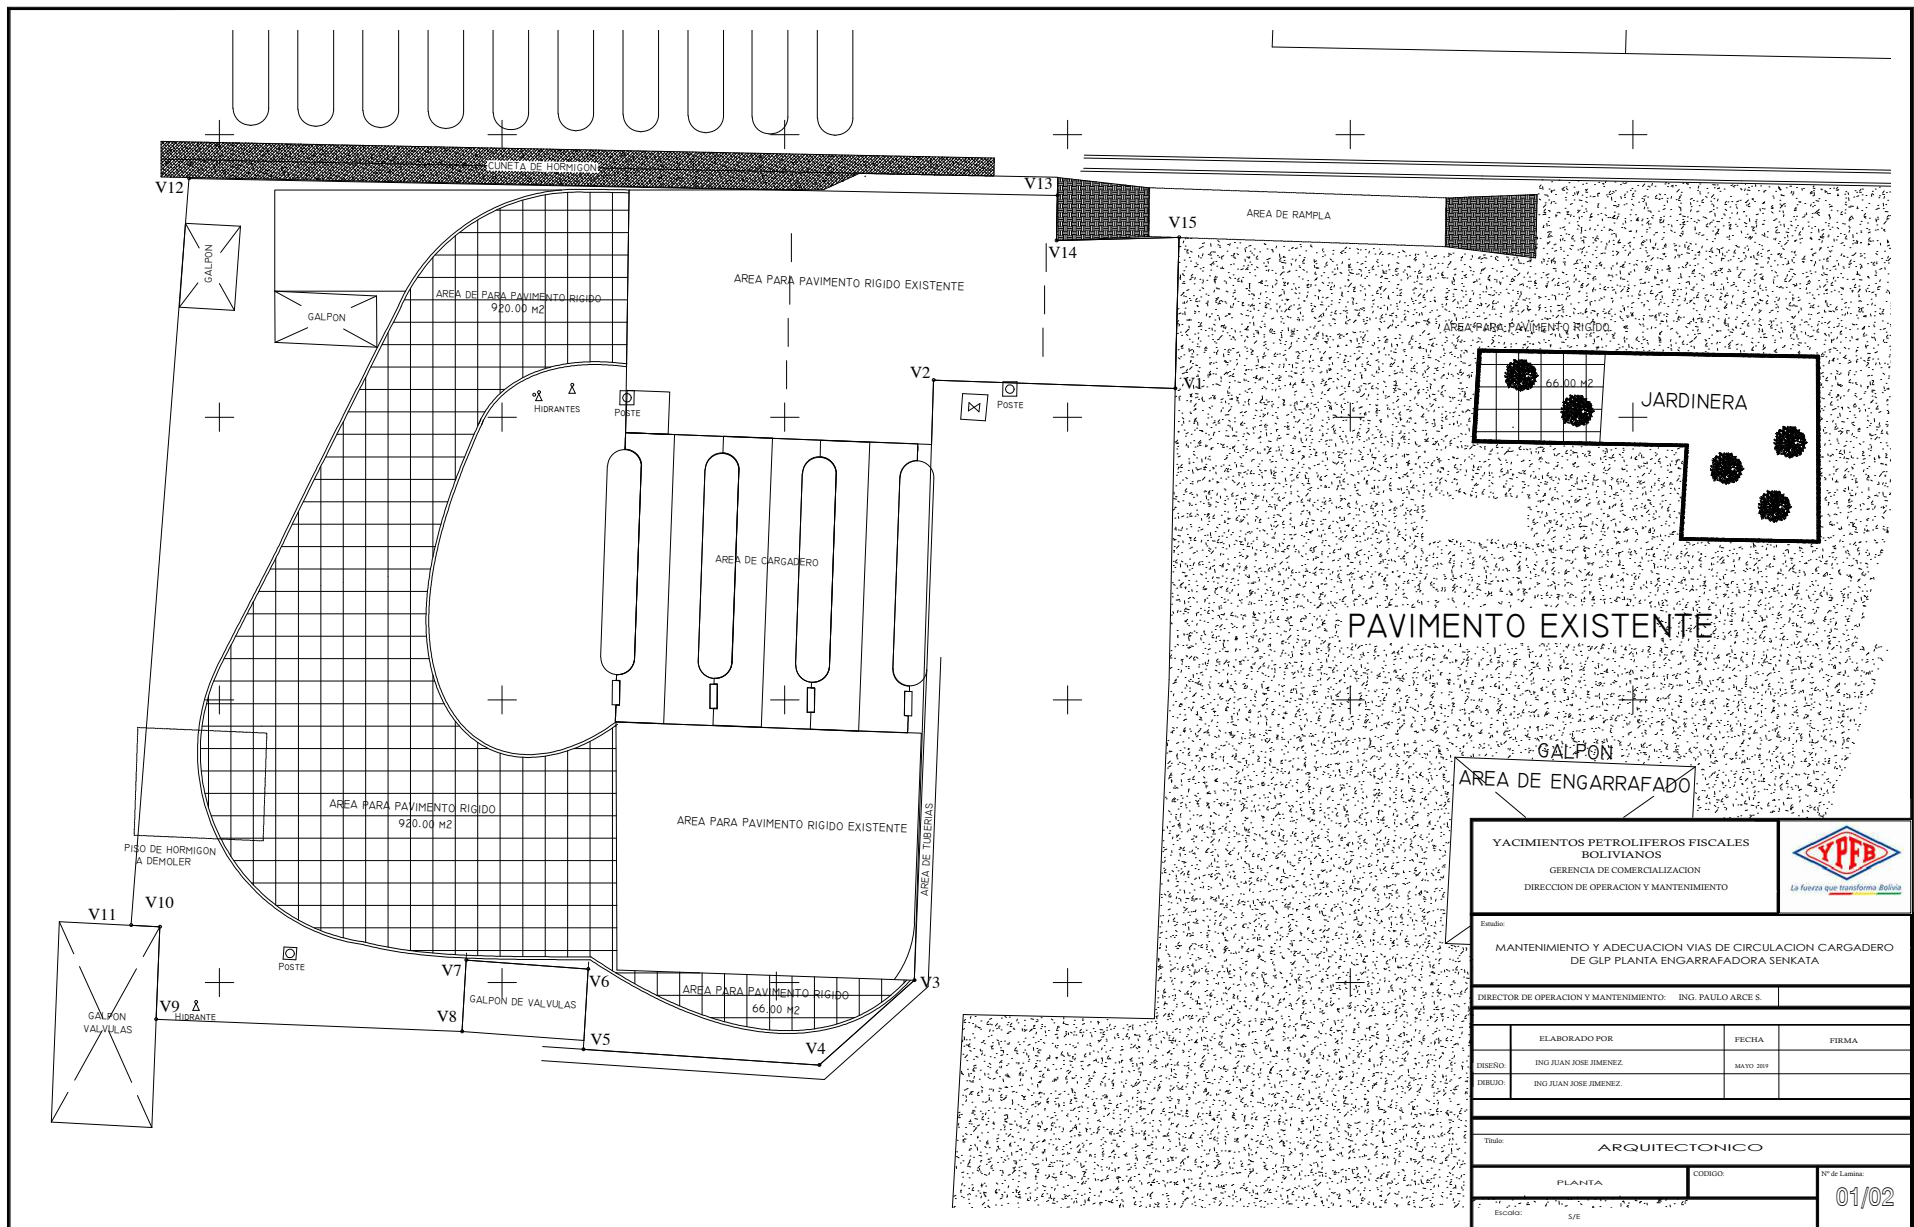 CUNETA DE HORMIGON
V12
V13
V15
V14
AREA DE RAMPLA
GALPON
AREA DE PARA PAVIMENTO RIGIDO
920.00 M2
AREA PARA PAVIMENTO RIGIDO EXISTENTE
GALPON
AREA PARA PAVIMENTO RIGIDO
66.00 M2
JARDINERA
V2
V1
HIDRANTES
POSTE
POSTE
AREA DE CARGADERO
PAVIMENTO EXISTENTE
GALPON
AREA DE ENGARRAFADO
AREA PARA PAVIMENTO RIGIDO
920.00 M2
AREA PARA PAVIMENTO RIGIDO EXISTENTE
AREA DE TUBERIAS
PISO DE HORMIGON
A DEMOLER
V11
V10
POSTE
V7
V6
V3
GALPON DE VALVULAS
AREA PARA PAVIMENTO RIGIDO
66.00 M2
V9
HIDRANTE
GALPON
VALVULAS
V8
V5
V4
YACIMIENTOS PETROLIFEROS FISCALES
BOLIVIANOS
GERENCIA DE COMERCIALIZACION
DIRECCION DE OPERACION Y MANTENIMIENTO
YPFB
La fuerza que transforma Bolivia
Estudio:
MANTENIMIENTO Y ADECUACION VIAS DE CIRCULACION CARGADERO
DE GLP PLANTA ENGARRAFADORA SENKATA
DIRECTOR DE OPERACION Y MANTENIMIENTO: ING. PAULO ARCE S.
ELABORADO POR FECHA FIRMA
DISEÑO: ING JUAN JOSE JIMENEZ. MAYO 2019
DIBUJO: ING JUAN JOSE JIMENEZ.
Titulo:
ARQUITECTONICO
PLANTA
CODIGO:
N° de Lamina:
01/02
Escala: S/E